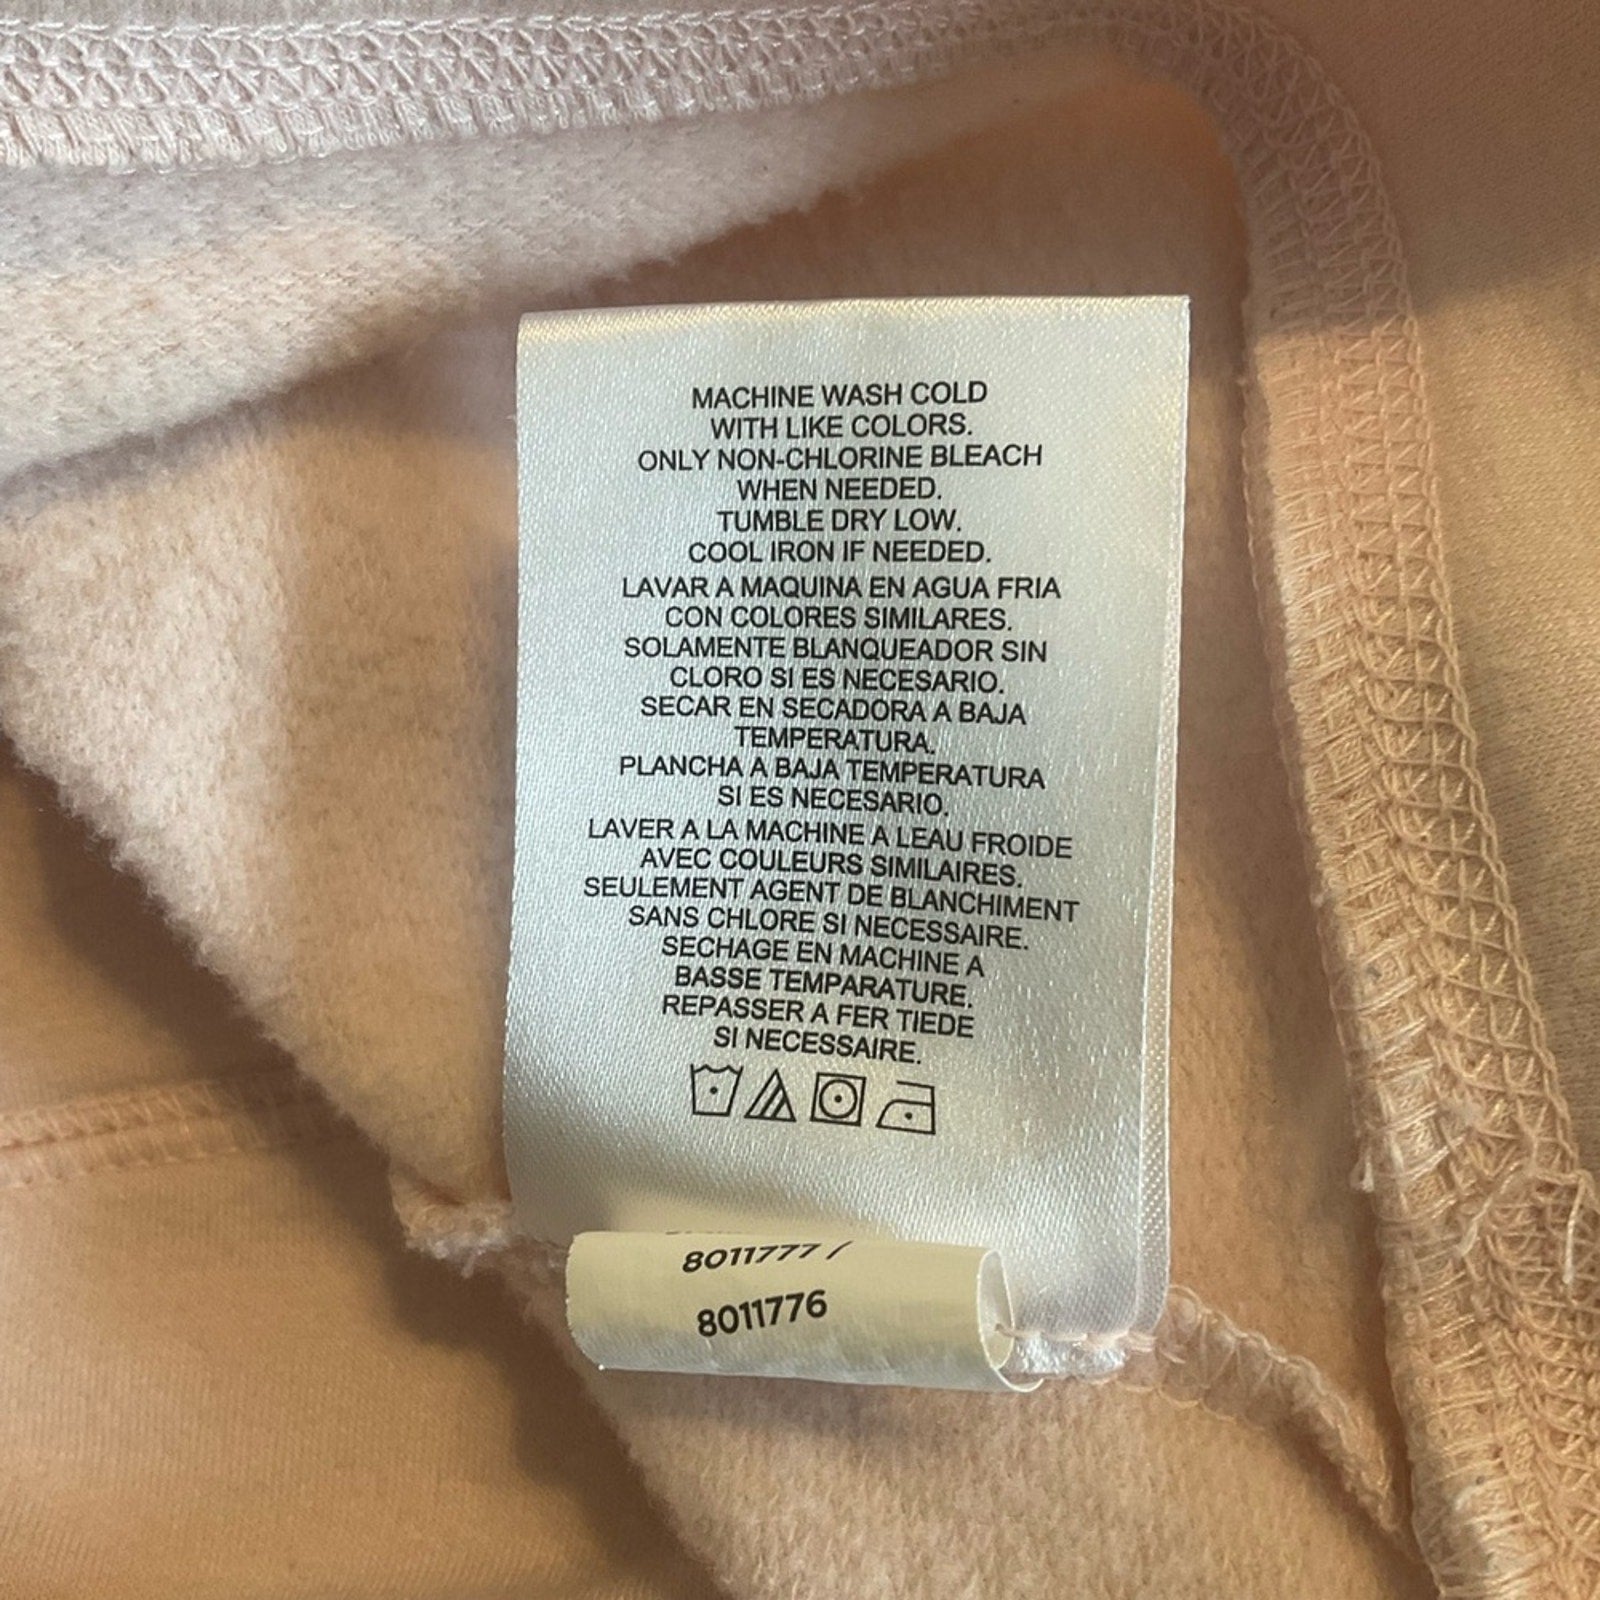 MACHINE WASH COLD
WITH LIKE COLORS.
ONLY NON-CHLORINE BLEACH
WHEN NEEDED.
TUMBLE DRY LOW.
COOL IRON IF NEEDED.
LAVAR A MAQUINA EN AGUA FRIA
CON COLORES SIMILARES.
SOLAMENTE BLANQUEADOR SIN
CLORO SI ES NECESARIO.
SECAR EN SECADORA A BAJA
TEMPERATURA.
PLANCHA A BAJA TEMPERATURA
SI ES NECESARIO.
LAVER A LA MACHINE A LEAU FROIDE
AVEC COULEURS SIMILAIRES.
SEULEMENT AGENT DE BLANCHIMENT
SANS CHLORE SI NECESSAIRE.
SECHAGE EN MACHINE A
BASSE TEMPARATURE.
REPASSER A FER TIEDE
SI NECESSAIRE.
8011777 /
8011776